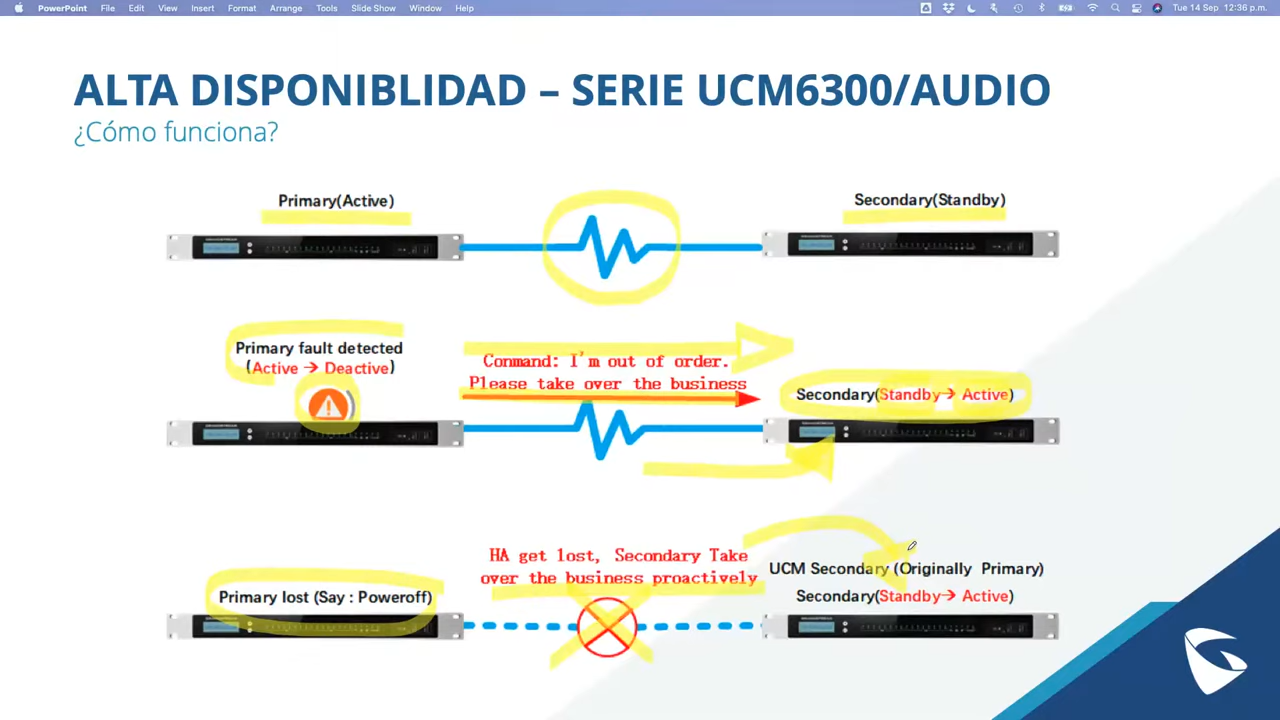 PowerPoint File Edit View Insert Format Arrange Tools Slide Show Window Help Tue 14 Sep 12:36 p.m.
ALTA DISPONIBLIDAD – SERIE UCM6300/AUDIO
¿Cómo funciona?
Primary(Active)
Secondary(Standby)
Primary fault detected
(Active → Deactive)
Conmand: I'm out of order.
Please take over the business
Secondary(Standby→ Active)
HA get lost, Secondary Take
over the business proactively
UCM Secondary (Originally Primary)
Secondary(Standby→ Active)
Primary lost (Say : Poweroff)